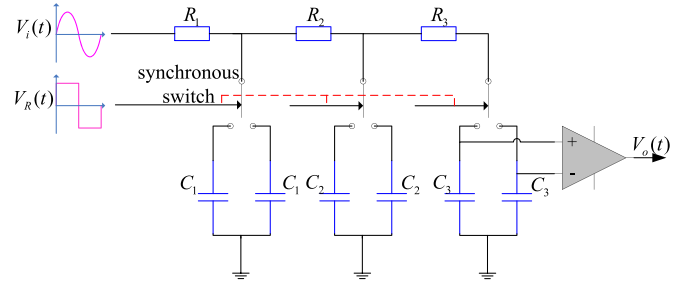 V_i(t) R_1 R_2 R_3
synchronous
switch
V_R(t)
+
V_o(t)
-
C_1 C_1 C_2 C_2 C_3 C_3